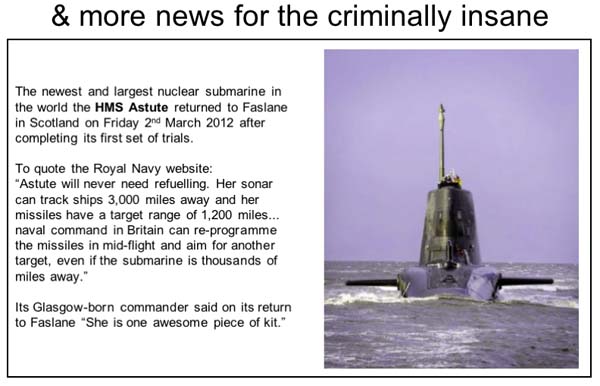 & more news for the criminally insane
The newest and largest nuclear submarine in
the world the HMS Astute returned to Faslane
in Scotland on Friday 2nd March 2012 after
completing its first set of trials.
To quote the Royal Navy website:
“Astute will never need refuelling. Her sonar
can track ships 3,000 miles away and her
missiles have a target range of 1,200 miles...
naval command in Britain can re-programme
the missiles in mid-flight and aim for another
target, even if the submarine is thousands of
miles away.”
Its Glasgow-born commander said on its return
to Faslane “She is one awesome piece of kit.”